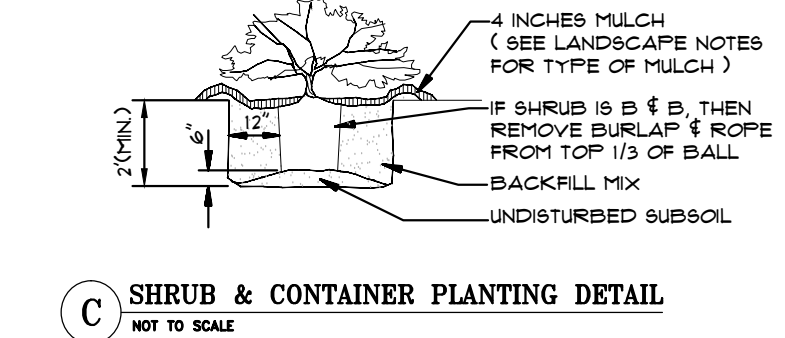 4 INCHES MULCH
( SEE LANDSCAPE NOTES
FOR TYPE OF MULCH )
IF SHRUB IS B & B, THEN
REMOVE BURLAP & ROPE
FROM TOP 1/3 OF BALL
BACKFILL MIX
UNDISTURBED SUBSOIL
2'(MIN.)
6"
12"
C
SHRUB & CONTAINER PLANTING DETAIL
NOT TO SCALE